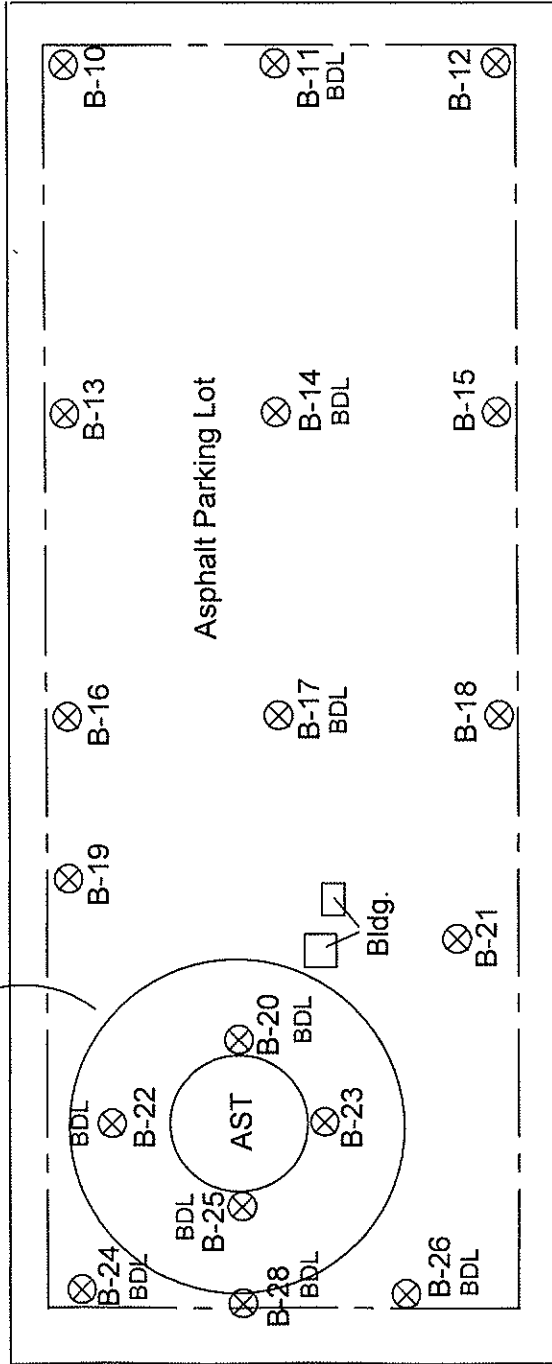 B-24
BDL
B-28
BDL
B-26
BDL
BDL
B-22
BDL
B-25
AST
B-20
BDL
B-23
Bldg.
B-21
B-19
B-16
B-17
BDL
B-18
Asphalt Parking Lot
B-13
B-14
BDL
B-15
B-10
B-11
BDL
B-12